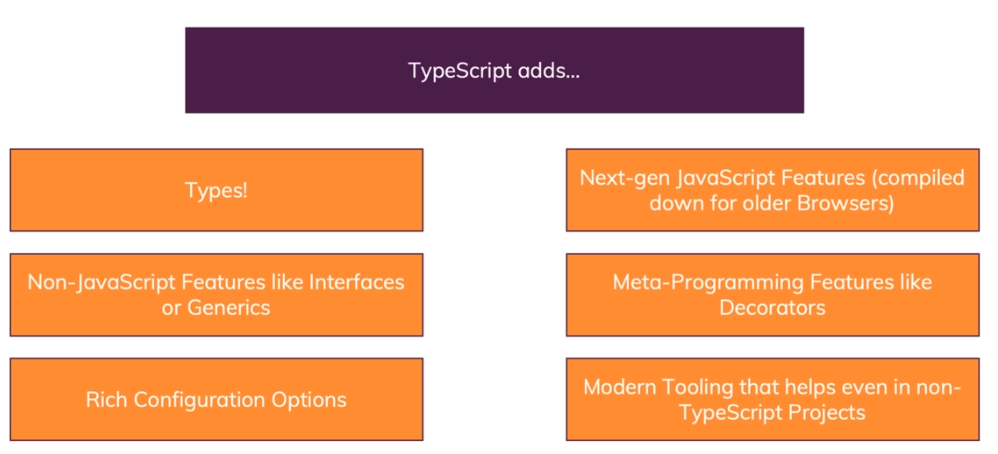 TypeScript adds...
Types!
Next-gen JavaScript Features (compiled
down for older Browsers)
Non-JavaScript Features like Interfaces
or Generics
Meta-Programming Features like
Decorators
Rich Configuration Options
Modern Tooling that helps even in non-
TypeScript Projects